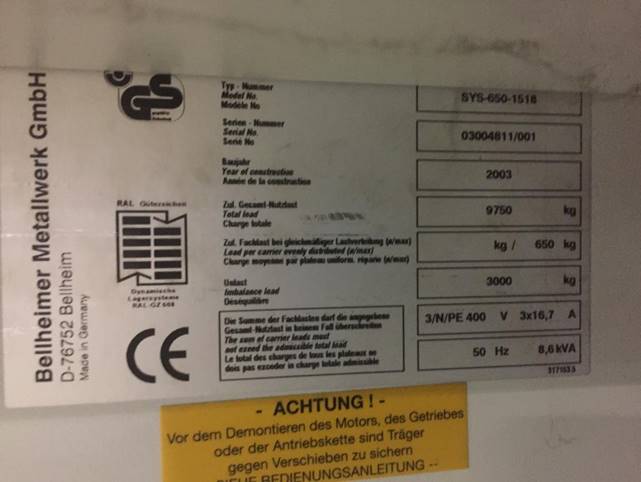 Bellheimer Metallwerk GmbH
D-76752 Bellheim
Made in Germany
GS
RAL Gütezeichen
Dynamische
Lagersysteme
RAL-GZ 608
CE
Typ - Nummer
Model No.
Modèle No
SYS-650-1518
Serien - Nummer
Serial No.
Serie No
03004811/001
Baujahr
Year of construction
Année de la construction
2003
Zul. Gesamt-Nutzlast
Total load
Charge totale
9750 kg
Zul. Fachlast bei gleichmäßiger Lastverteilung (n/max)
Load per carrier evenly distributed (n/max)
Charge moyenne par plateau uniform. répanie (n/max)
kg / 650 kg
Unlast
Imbalance load
Déséquilibre
3000 kg
Die Summe der Fachlasten darf die angegebene
Gesamt-Nutzlast in keinem Fall überschreiten
The sum of carrier loads must
not exceed the admissible total load
Le total des charges de tous les plateaux ne
dois pas exceder in charge totale admissible
3/N/PE 400 V 3x16,7 A
50 Hz 8,6 kVA
- ACHTUNG ! -
Vor dem Demontieren des Motors, des Getriebes
oder der Antriebskette sind Träger
gegen Verschieben zu sichern
SIEHE BEDIENUNGSANLEITUNG --